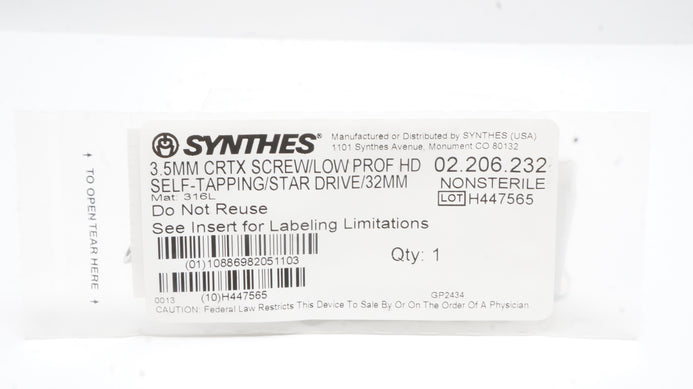 SYNTHES®
Manufactured or Distributed by SYNTHES (USA)
1101 Synthes Avenue, Monument CO 80132
3.5MM CRTX SCREW/LOW PROF HD
SELF-TAPPING/STAR DRIVE/32MM
02.206.232
NONSTERILE
LOT H447565
Mat: 316L
Do Not Reuse
See Insert for Labeling Limitations
(01)10886982051103
Qty: 1
(10)H447565
0013
GP2434
CAUTION: Federal Law Restricts This Device To Sale By Or On The Order Of A Physician.
← TO OPEN TEAR HERE →